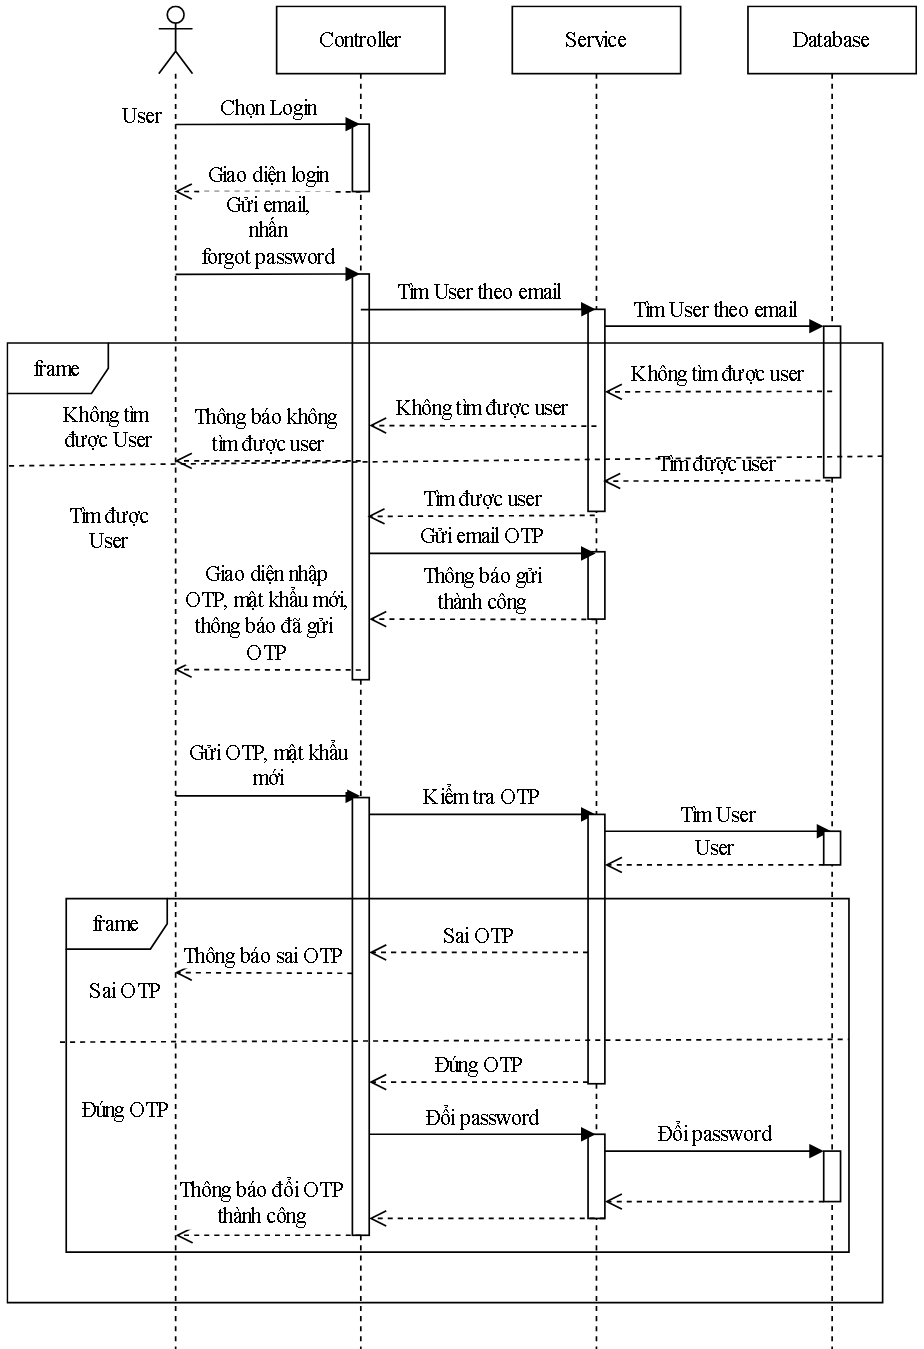 Controller
Service
Database
User
Chọn Login
Giao diện login
Gửi email,
nhấn
forgot password
Tìm User theo email
Tìm User theo email
frame
Không tìm được user
Không tìm được user
Không tìm
được User
Thông báo không
tìm được user
Tìm được user
Tìm được user
Tìm được
User
Gửi email OTP
Thông báo gửi
thành công
Giao diện nhập
OTP, mật khẩu mới,
thông báo đã gửi
OTP
Gửi OTP, mật khẩu
mới
Kiểm tra OTP
Tìm User
User
frame
Sai OTP
Thông báo sai OTP
Sai OTP
Đúng OTP
Đúng OTP
Đổi password
Đổi password
Thông báo đổi OTP
thành công